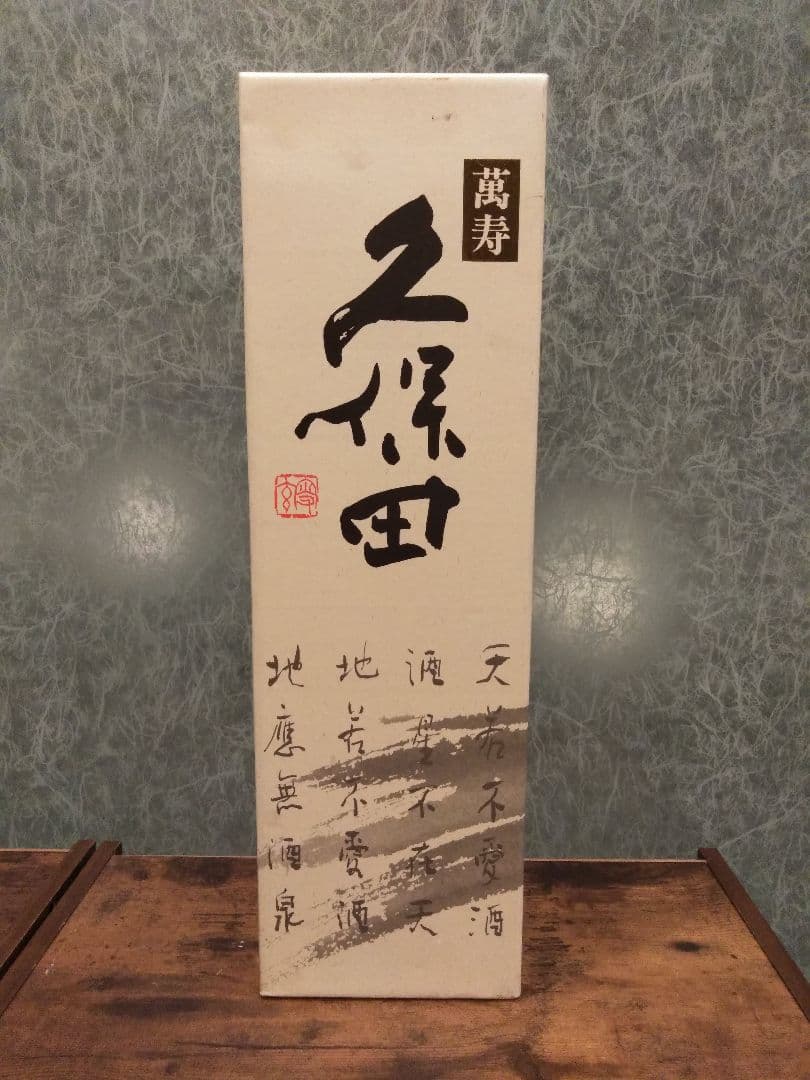 萬寿
久保田
天若不愛酒
酒星不在天
地若不愛酒
地應無酒泉